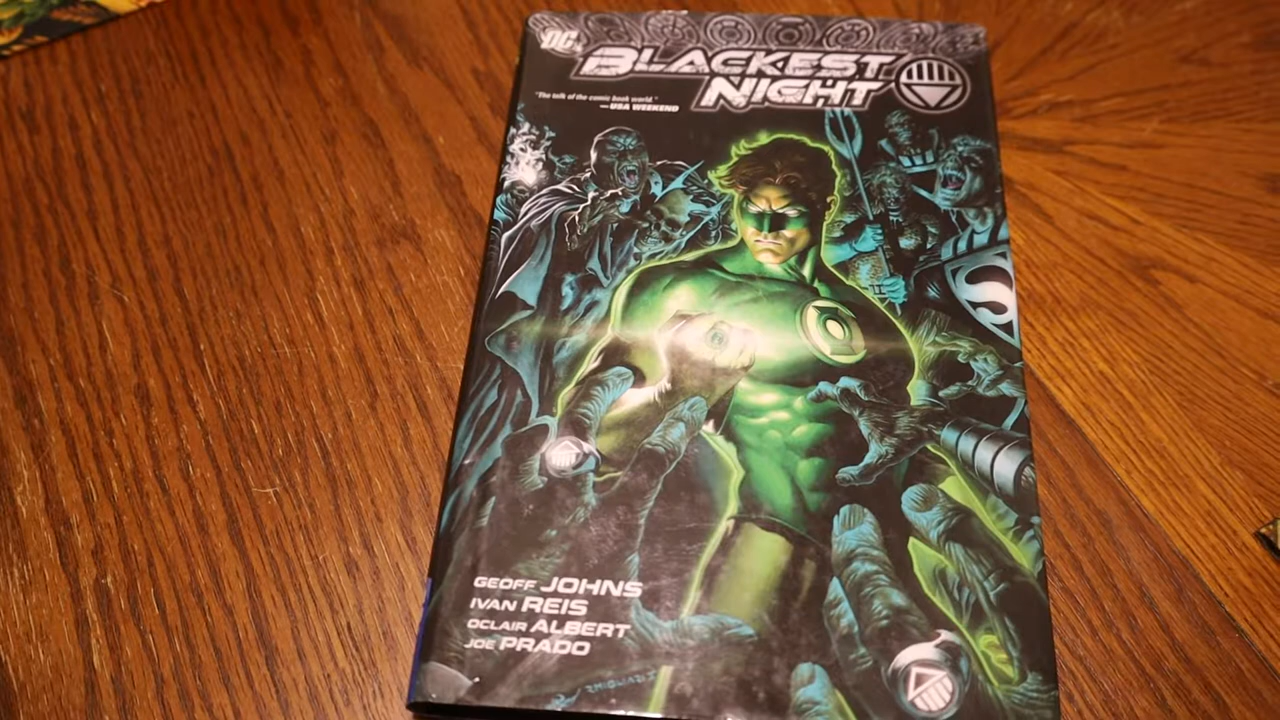 DC
BLACKEST
NIGHT
"The talk of the comic book world."
—USA WEEKEND
S
GEOFF JOHNS
IVAN REIS
OCLAIR ALBERT
JOE PRADO